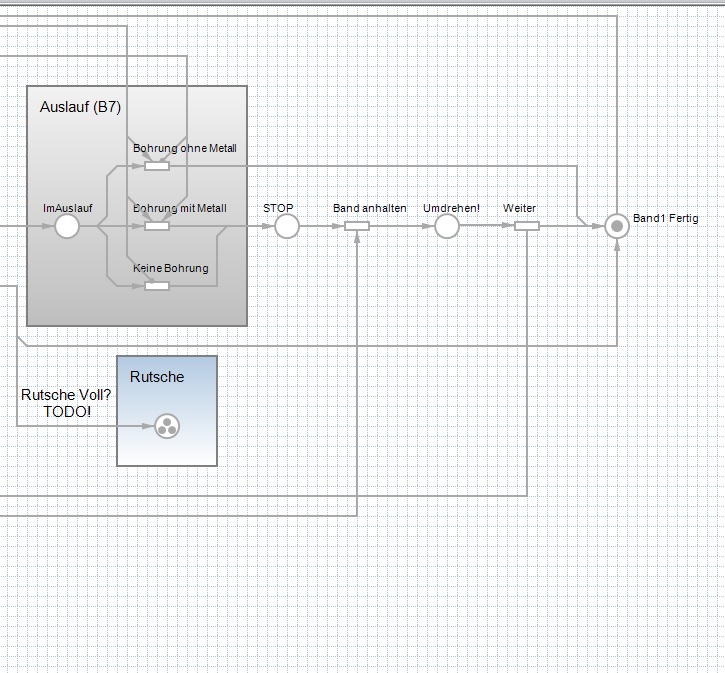 Auslauf (B7)
Bohrung ohne Metall
ImAuslauf
Bohrung mit Metall
STOP
Band anhalten
Umdrehen!
Weiter
Band1 Fertig
Keine Bohrung
Rutsche
Rutsche Voll?
TODO!